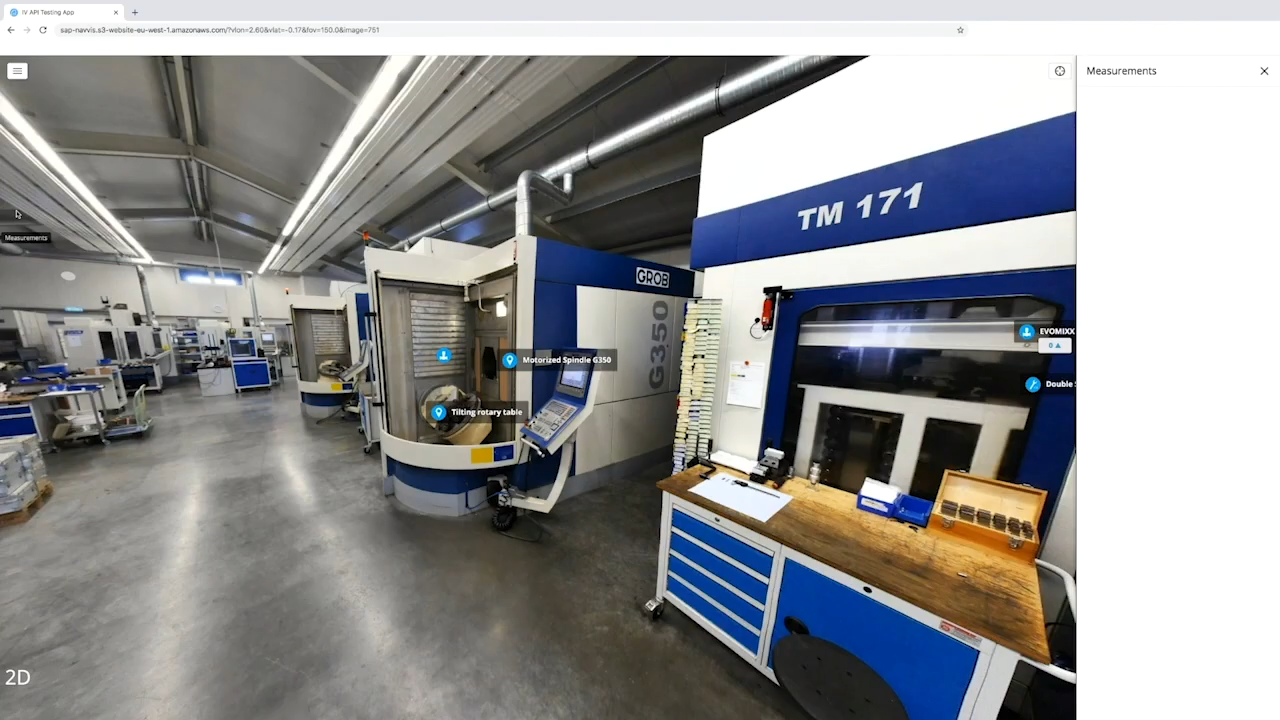 IV API Testing App
sap-navvis.s3-website-eu-west-1.amazonaws.com/?vlon=2.60&vlat=-0.17&fov=150.0&image=751
Measurements
TM 171
Measurements
GROB
G350
EVOMIXX
0
Motorized Spindle G350
Double
Tilting rotary table
2D